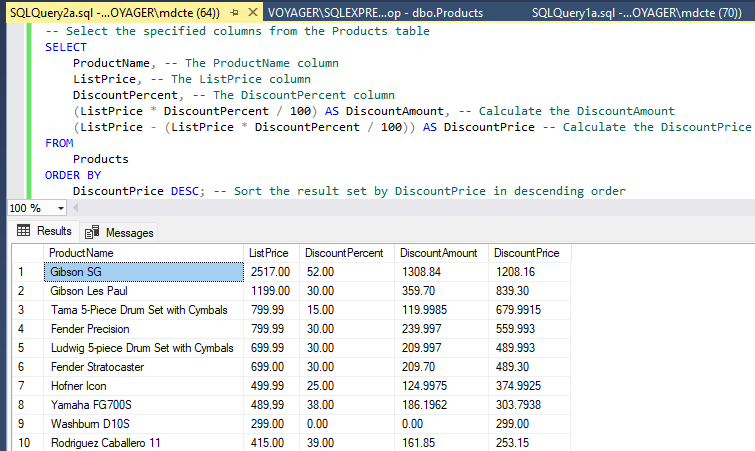 SQLQuery2a.sql -...OYAGER\mdcte (64)) VOYAGER\SQLEXPRE...op - dbo.Products SQLQuery1a.sql -...OYAGER\mdcte (70))
-- Select the specified columns from the Products table
SELECT
ProductName, -- The ProductName column
ListPrice, -- The ListPrice column
DiscountPercent, -- The DiscountPercent column
(ListPrice * DiscountPercent / 100) AS DiscountAmount, -- Calculate the DiscountAmount
(ListPrice - (ListPrice * DiscountPercent / 100)) AS DiscountPrice -- Calculate the DiscountPrice
FROM
Products
ORDER BY
DiscountPrice DESC; -- Sort the result set by DiscountPrice in descending order
100 %
Results Messages
ProductName ListPrice DiscountPercent DiscountAmount DiscountPrice
1 Gibson SG 2517.00 52.00 1308.84 1208.16
2 Gibson Les Paul 1199.00 30.00 359.70 839.30
3 Tama 5-Piece Drum Set with Cymbals 799.99 15.00 119.9985 679.9915
4 Fender Precision 799.99 30.00 239.997 559.993
5 Ludwig 5-piece Drum Set with Cymbals 699.99 30.00 209.997 489.993
6 Fender Stratocaster 699.00 30.00 209.70 489.30
7 Hofner Icon 499.99 25.00 124.9975 374.9925
8 Yamaha FG700S 489.99 38.00 186.1962 303.7938
9 Washburn D10S 299.00 0.00 0.00 299.00
10 Rodriguez Caballero 11 415.00 39.00 161.85 253.15